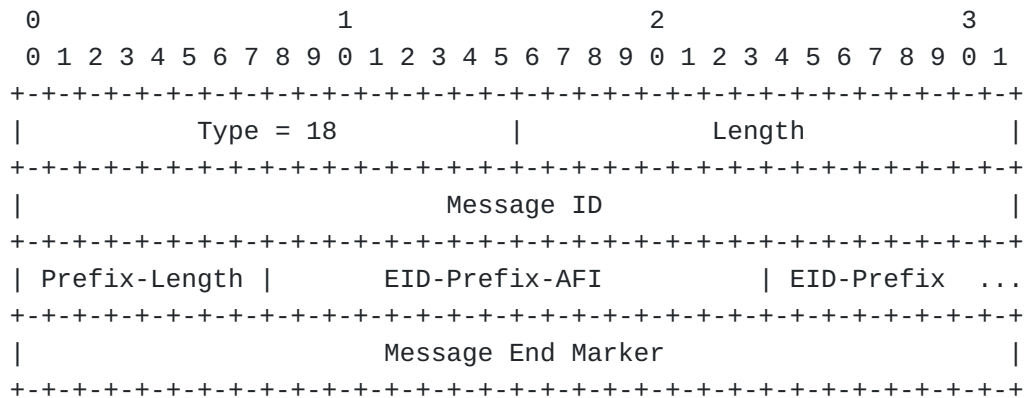 0                   1                   2                   3
 0 1 2 3 4 5 6 7 8 9 0 1 2 3 4 5 6 7 8 9 0 1 2 3 4 5 6 7 8 9 0 1
+-+-+-+-+-+-+-+-+-+-+-+-+-+-+-+-+-+-+-+-+-+-+-+-+-+-+-+-+-+-+-+-+
|           Type = 18           |            Length             |
+-+-+-+-+-+-+-+-+-+-+-+-+-+-+-+-+-+-+-+-+-+-+-+-+-+-+-+-+-+-+-+-+
|                           Message ID                          |
+-+-+-+-+-+-+-+-+-+-+-+-+-+-+-+-+-+-+-+-+-+-+-+-+-+-+-+-+-+-+-+-+
| Prefix-Length |       EID-Prefix-AFI          | EID-Prefix  ...
+-+-+-+-+-+-+-+-+-+-+-+-+-+-+-+-+-+-+-+-+-+-+-+-+-+-+-+-+-+-+-+-+
|                       Message End Marker                      |
+-+-+-+-+-+-+-+-+-+-+-+-+-+-+-+-+-+-+-+-+-+-+-+-+-+-+-+-+-+-+-+-+